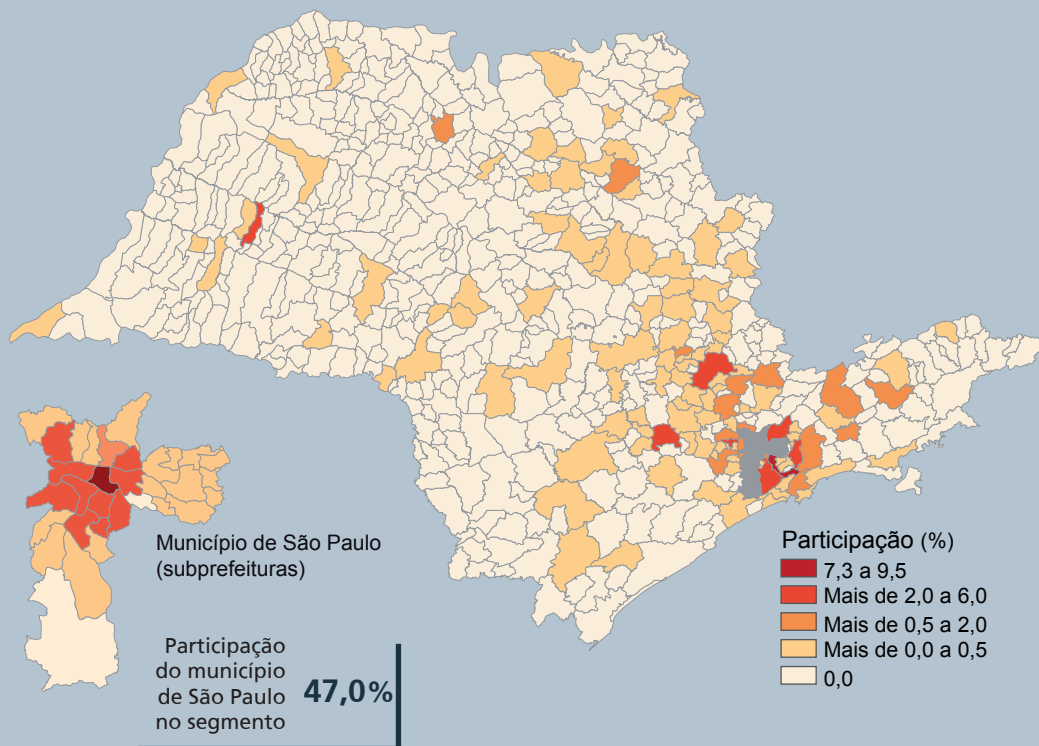 Município de São Paulo
(subprefeituras)
Participação
do município
de São Paulo
no segmento
47,0%
Participação (%)
7,3 a 9,5
Mais de 2,0 a 6,0
Mais de 0,5 a 2,0
Mais de 0,0 a 0,5
0,0